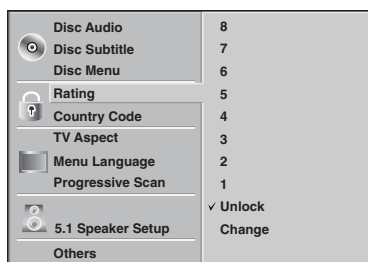 Disc Audio
Disc Subtitle
Disc Menu
Rating
Country Code
TV Aspect
Menu Language
Progressive Scan
5.1 Speaker Setup
Others
8
7
6
5
4
3
2
1
✓ Unlock
Change